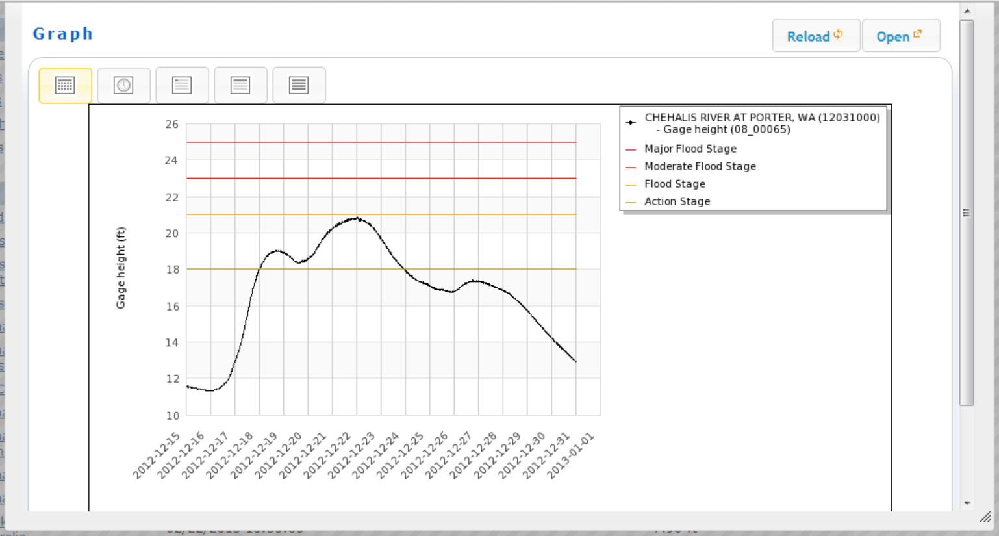 Graph
Reload
Open
CHEHALIS RIVER AT PORTER, WA (12031000)
- Gage height (08_00065)
Major Flood Stage
Moderate Flood Stage
Flood Stage
Action Stage
Gage height (ft)
26
24
22
20
18
16
14
12
10
2012-12-15
2012-12-16
2012-12-17
2012-12-18
2012-12-19
2012-12-20
2012-12-21
2012-12-22
2012-12-23
2012-12-24
2012-12-25
2012-12-26
2012-12-27
2012-12-28
2012-12-29
2012-12-30
2012-12-31
2013-01-01